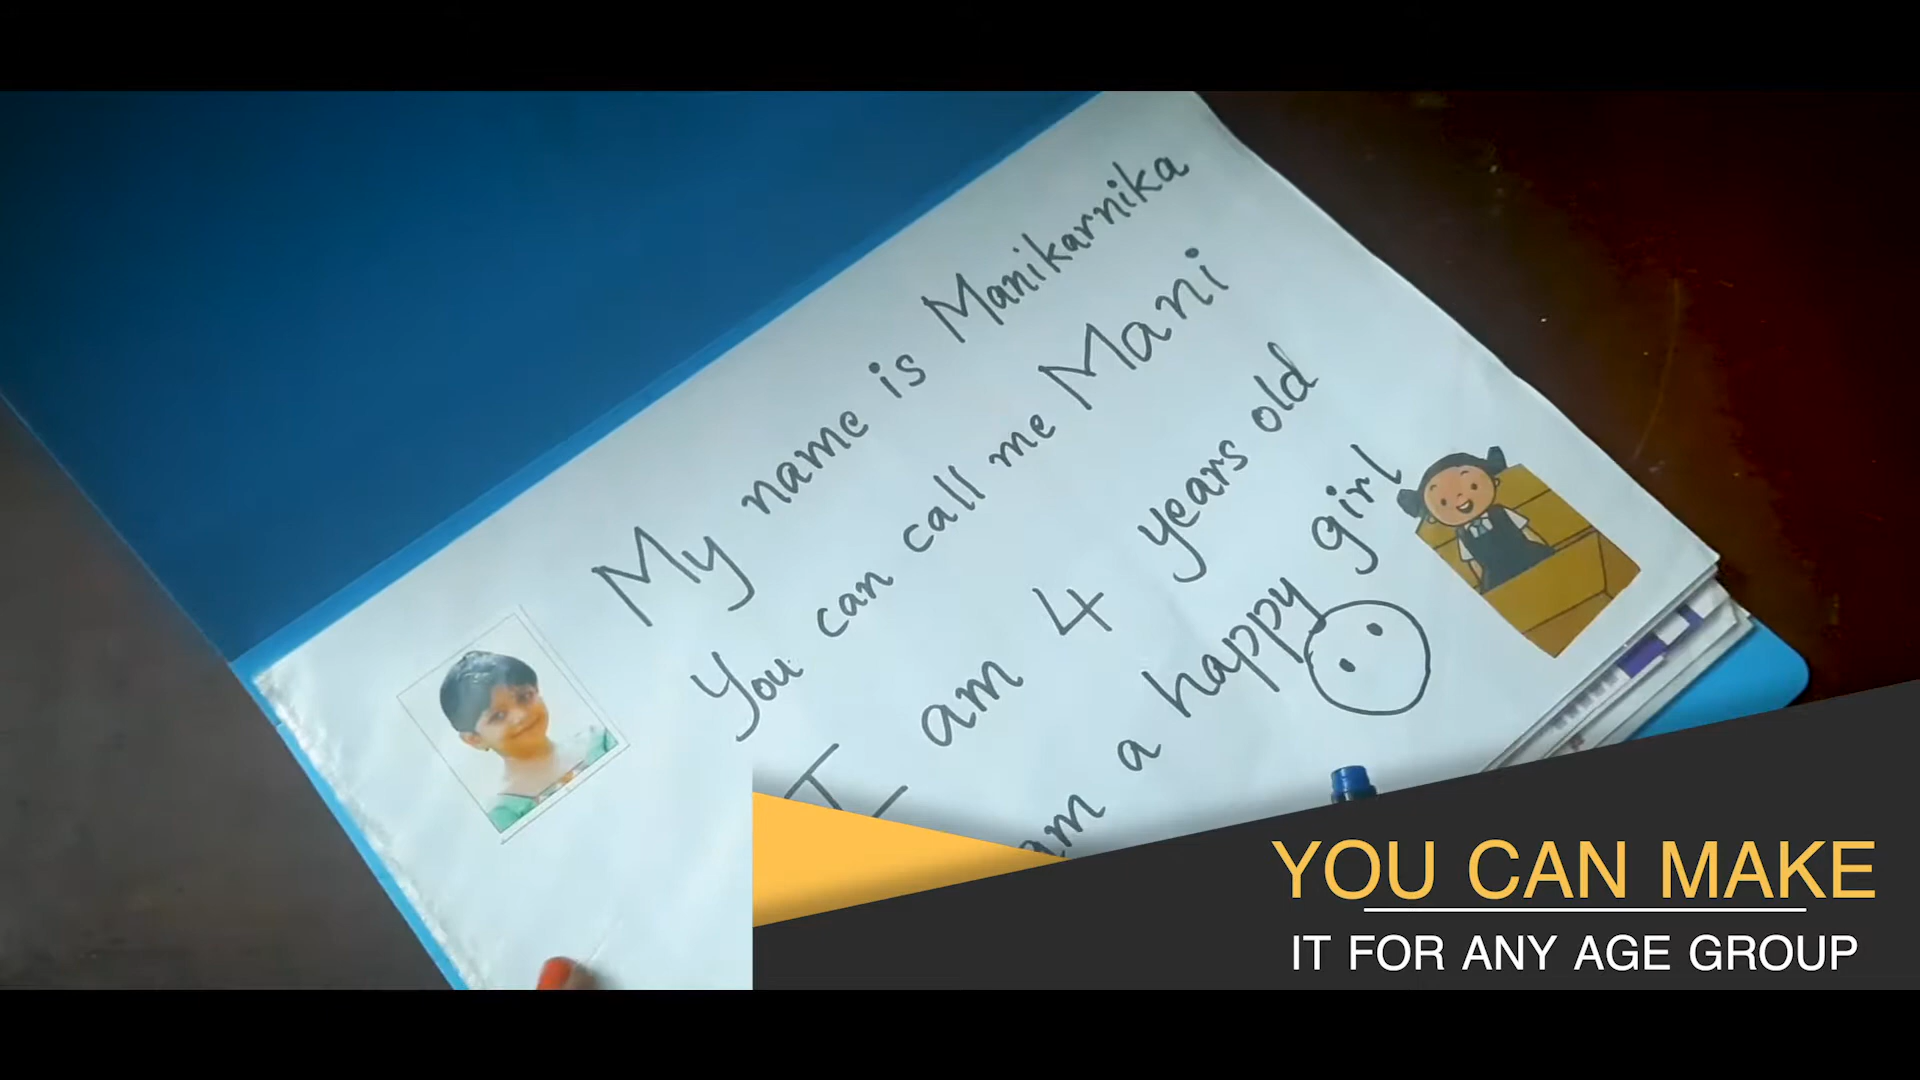 My name is Manikarnika
You can call me Mani
I am 4 years old
am a happy girl
YOU CAN MAKE
IT FOR ANY AGE GROUP